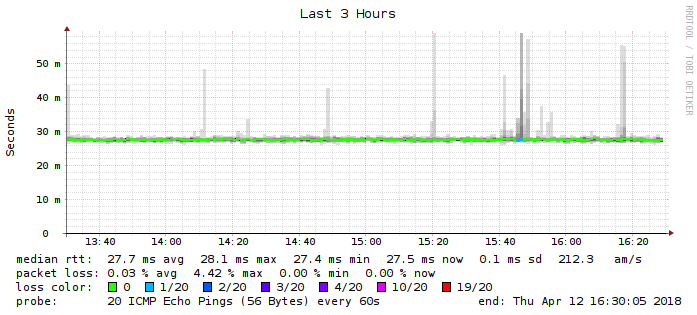 Last 3 Hours
RRDTOOL / TOBI OETIKER
Seconds
50 m
40 m
30 m
20 m
10 m
0
13:40 14:00 14:20 14:40 15:00 15:20 15:40 16:00 16:20
median rtt: 27.7 ms avg 28.1 ms max 27.4 ms min 27.5 ms now 0.1 ms sd 212.3 am/s
packet loss: 0.03 % avg 4.42 % max 0.00 % min 0.00 % now
loss color: 0 1/20 2/20 3/20 4/20 10/20 19/20
probe: 20 ICMP Echo Pings (56 Bytes) every 60s end: Thu Apr 12 16:30:05 2018